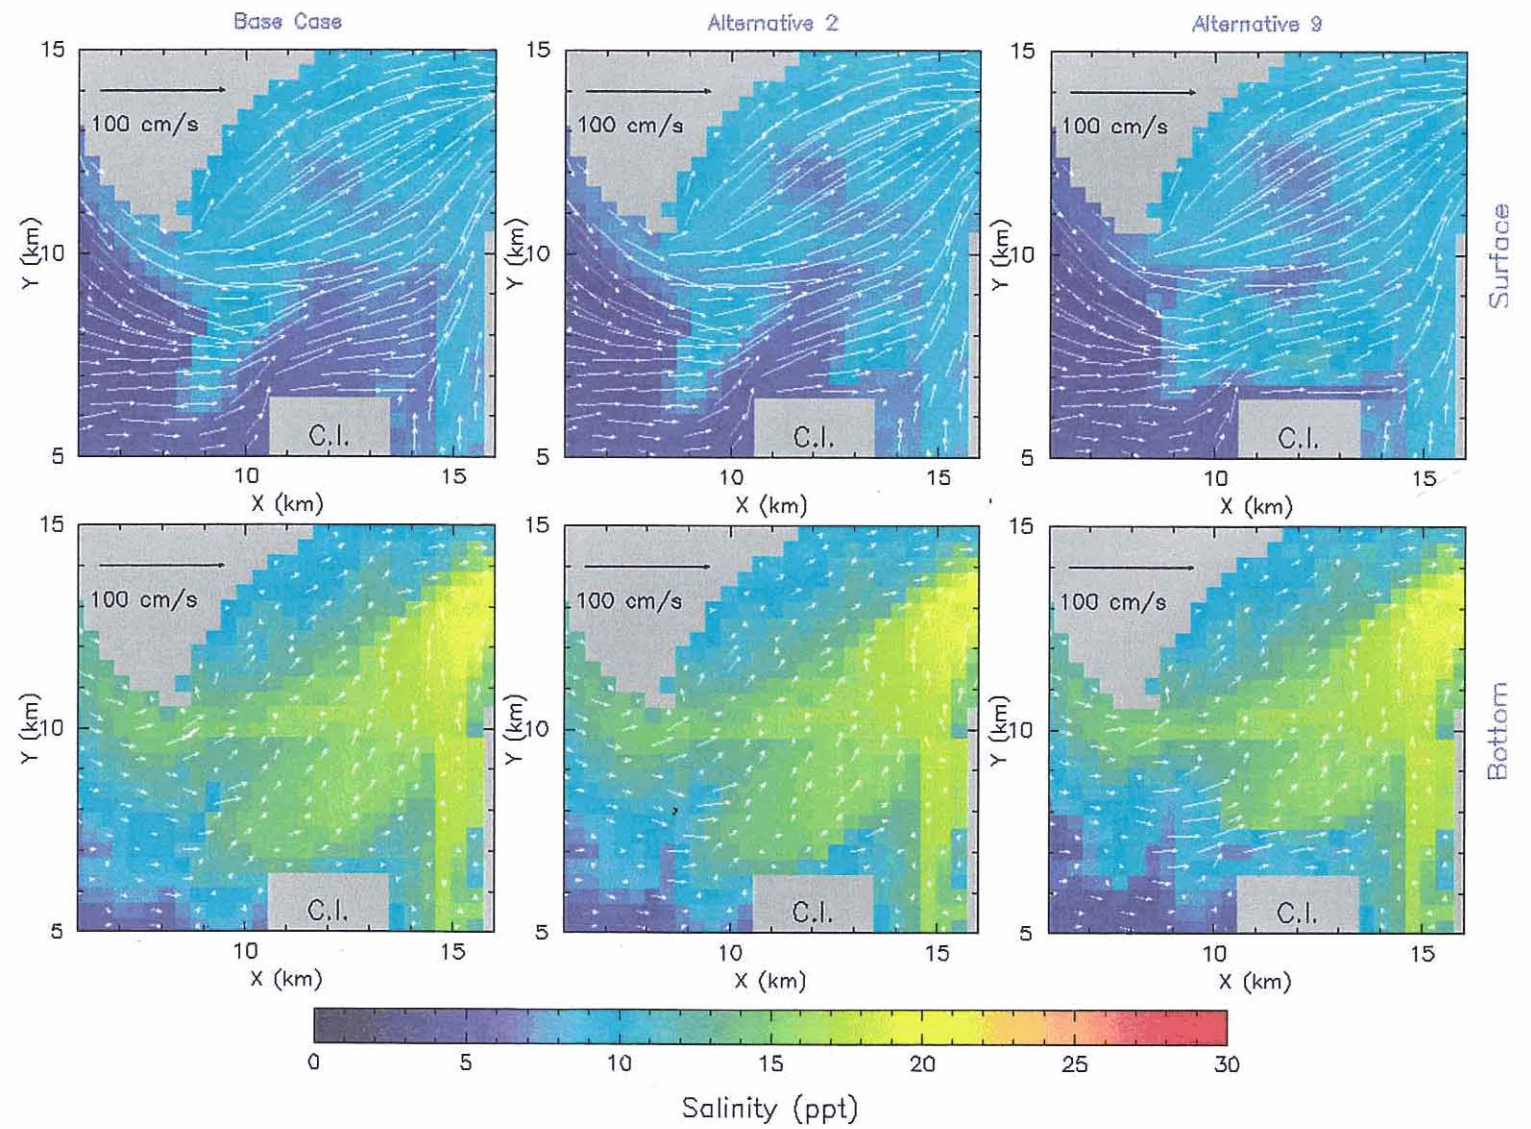 Base Case
Alternative 2
Alternative 9
15
10
5
Y (km)
100 cm/s
C.I.
10
15
X (km)
15
10
5
Y (km)
100 cm/s
C.I.
10
15
X (km)
15
10
5
Y (km)
100 cm/s
C.I.
10
15
X (km)
Surface
15
10
5
Y (km)
100 cm/s
C.I.
10
15
X (km)
15
10
5
Y (km)
100 cm/s
C.I.
10
15
X (km)
15
10
5
Y (km)
100 cm/s
C.I.
10
15
X (km)
Bottom
0 5 10 15 20 25 30
Salinity (ppt)